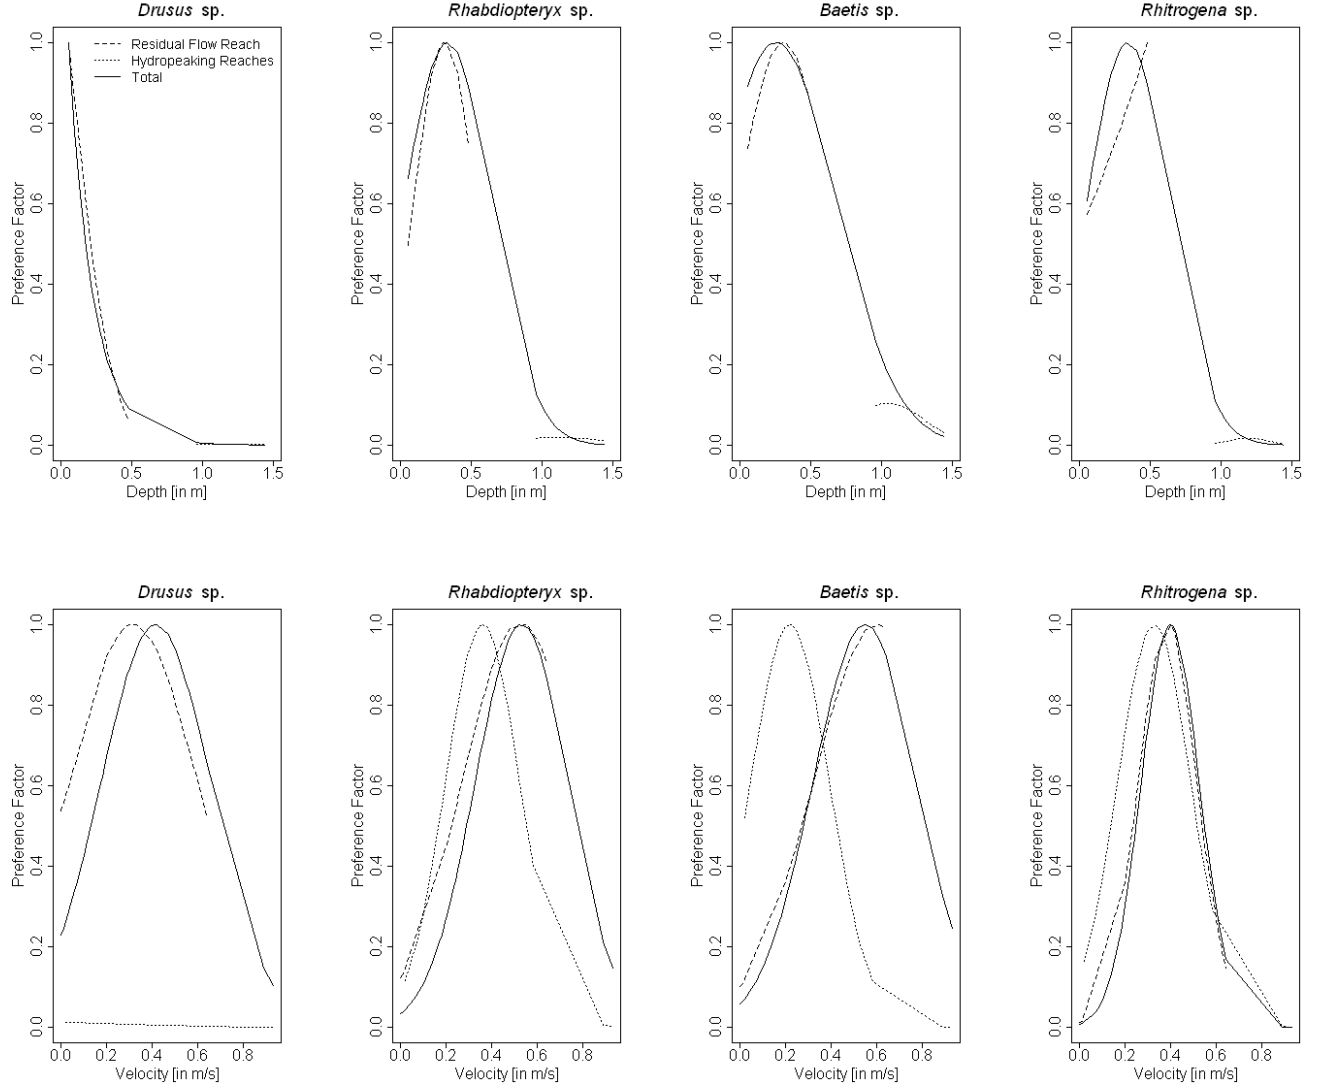 Drusus sp.
Rhabdiopteryx sp.
Baetis sp.
Rhitrogena sp.
Residual Flow Reach
Hydropeaking Reaches
Total
Preference Factor
0.0 0.2 0.4 0.6 0.8 1.0
0.0 0.5 1.0 1.5
Depth [in m]
Preference Factor
0.0 0.2 0.4 0.6 0.8 1.0
0.0 0.5 1.0 1.5
Depth [in m]
Preference Factor
0.0 0.2 0.4 0.6 0.8 1.0
0.0 0.5 1.0 1.5
Depth [in m]
Preference Factor
0.0 0.2 0.4 0.6 0.8 1.0
0.0 0.5 1.0 1.5
Depth [in m]
Drusus sp.
Rhabdiopteryx sp.
Baetis sp.
Rhitrogena sp.
Preference Factor
0.0 0.2 0.4 0.6 0.8 1.0
0.0 0.2 0.4 0.6 0.8
Velocity [in m/s]
Preference Factor
0.0 0.2 0.4 0.6 0.8 1.0
0.0 0.2 0.4 0.6 0.8
Velocity [in m/s]
Preference Factor
0.0 0.2 0.4 0.6 0.8 1.0
0.0 0.2 0.4 0.6 0.8
Velocity [in m/s]
Preference Factor
0.0 0.2 0.4 0.6 0.8 1.0
0.0 0.2 0.4 0.6 0.8
Velocity [in m/s]